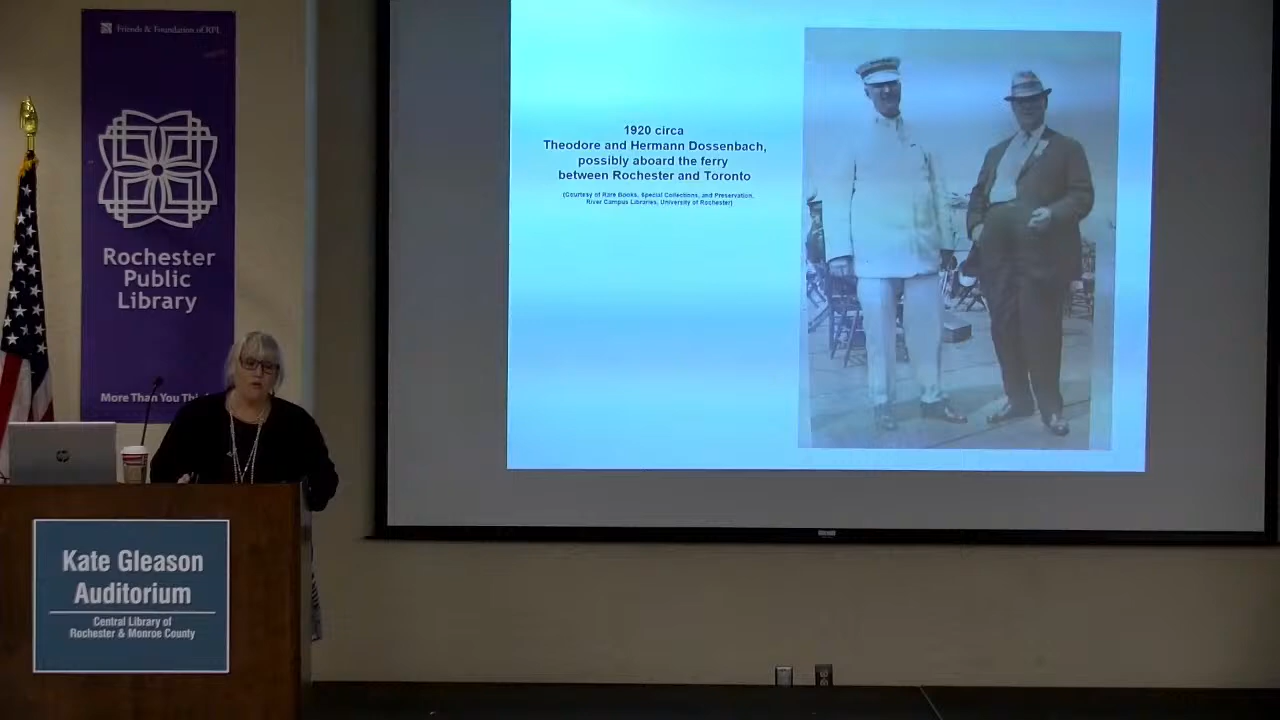 Friends & Foundation of RPL
Rochester
Public
Library
More Than You Thi
1920 circa
Theodore and Hermann Dossenbach,
possibly aboard the ferry
between Rochester and Toronto
(Courtesy of Rare Books, Special Collections, and Preservation,
River Campus Libraries, University of Rochester)
hp
Kate Gleason
Auditorium
Central Library of
Rochester & Monroe County